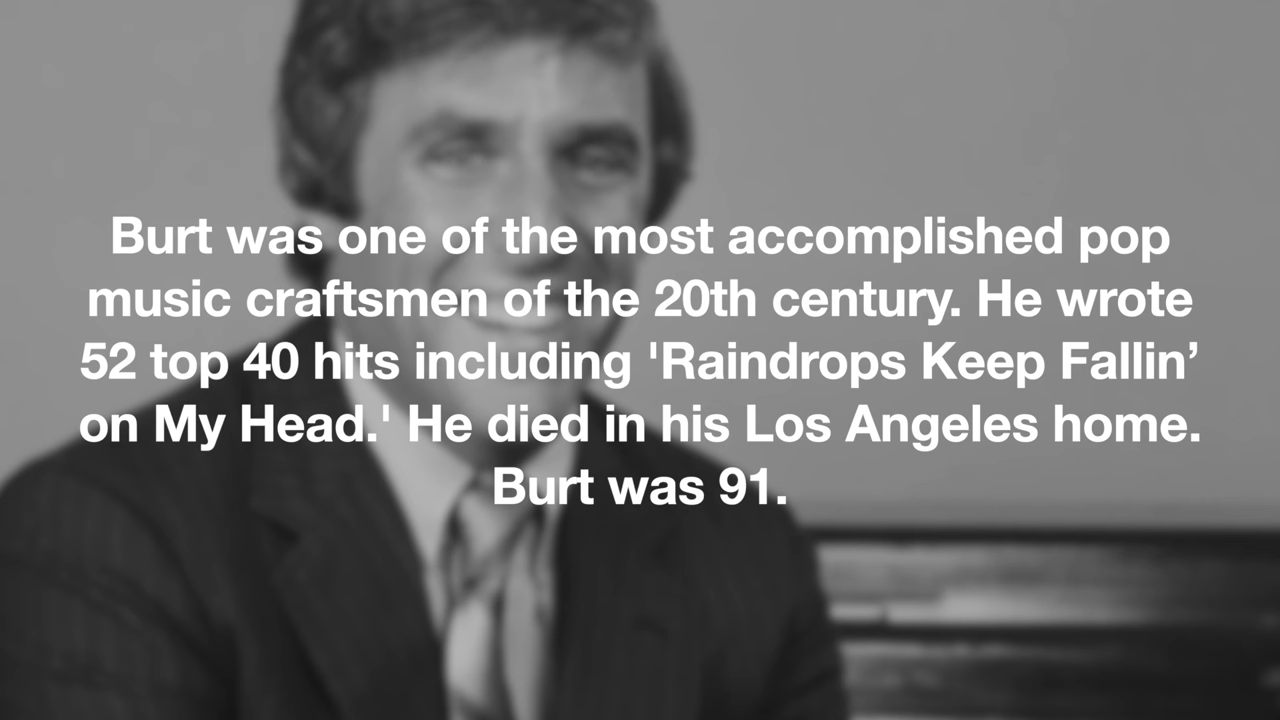 Burt was one of the most accomplished pop
music craftsmen of the 20th century. He wrote
52 top 40 hits including 'Raindrops Keep Fallin’
on My Head.' He died in his Los Angeles home.
Burt was 91.